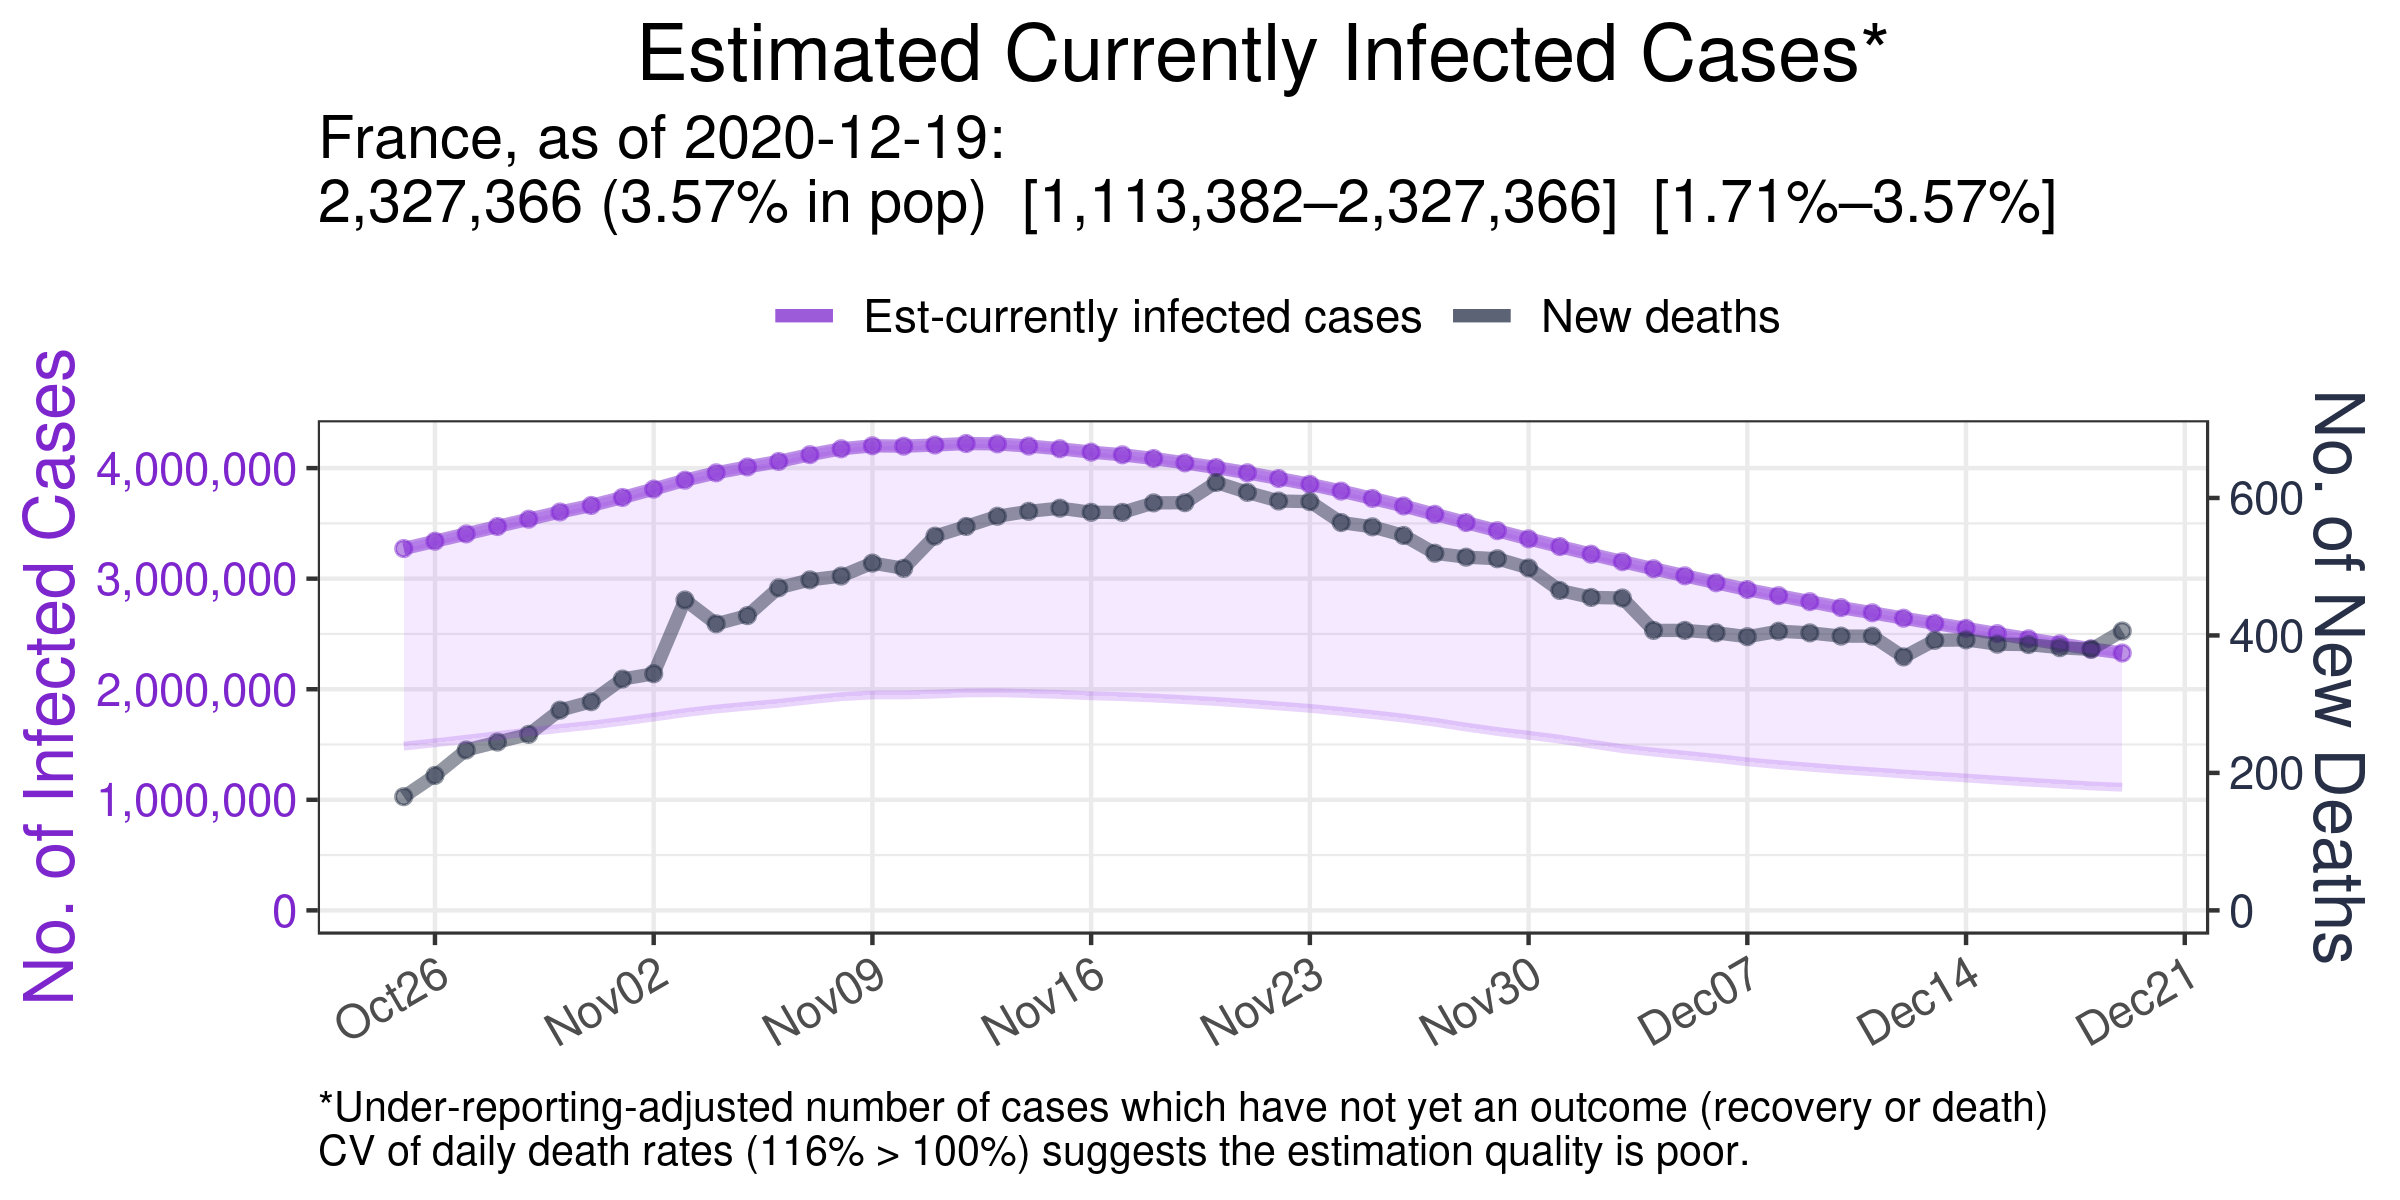 Estimated Currently Infected Cases*
France, as of 2020-12-19:
2,327,366 (3.57% in pop)  [1,113,382–2,327,366]  [1.71%–3.57%]
Est-currently infected cases
New deaths
No. of Infected Cases
4,000,000
3,000,000
2,000,000
1,000,000
0
600
400
200
0
No. of New Deaths
Oct26
Nov02
Nov09
Nov16
Nov23
Nov30
Dec07
Dec14
Dec21
*Under-reporting-adjusted number of cases which have not yet an outcome (recovery or death)
CV of daily death rates (116% > 100%) suggests the estimation quality is poor.